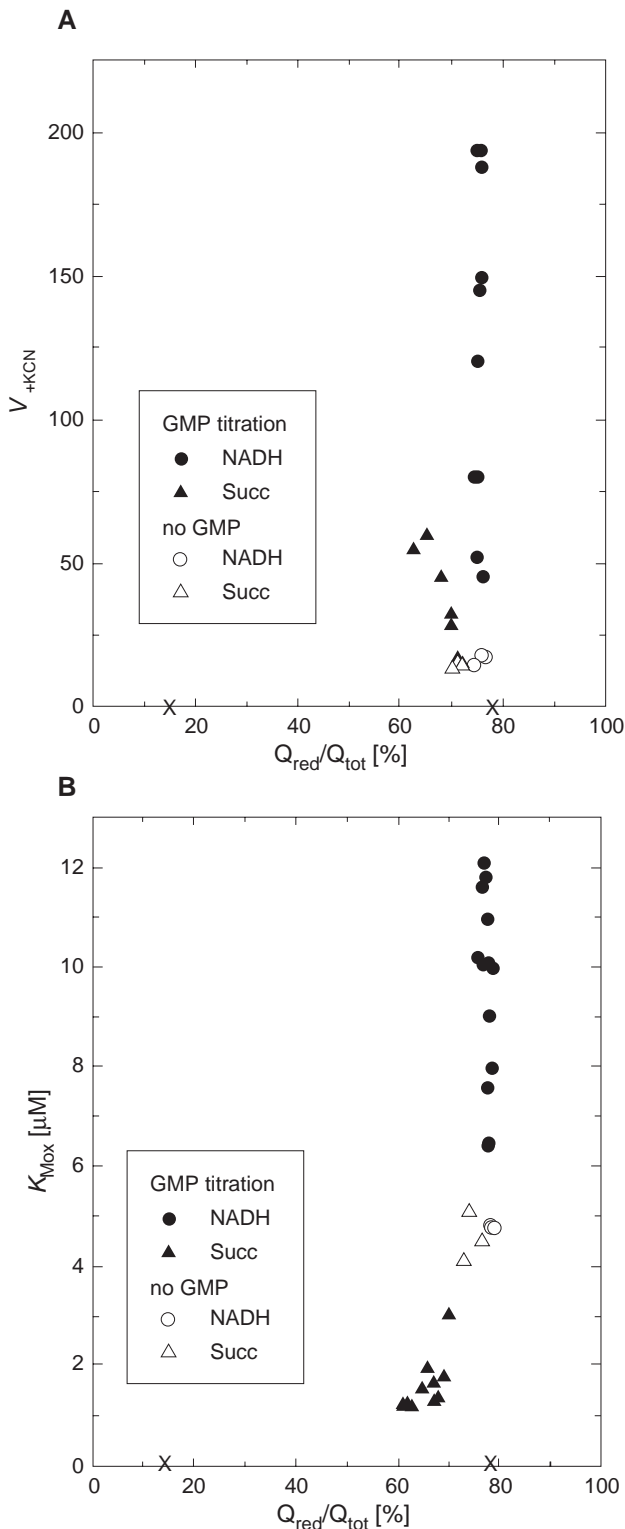 A
200
150
V+KCN
100
50
0
GMP titration
NADH
Succ
no GMP
NADH
Succ
X X
0 20 40 60 80 100
Qred/Qtot [%]
B
12
10
8
KMox [µM]
6
4
2
0
GMP titration
NADH
Succ
no GMP
NADH
Succ
X X
0 20 40 60 80 100
Qred/Qtot [%]